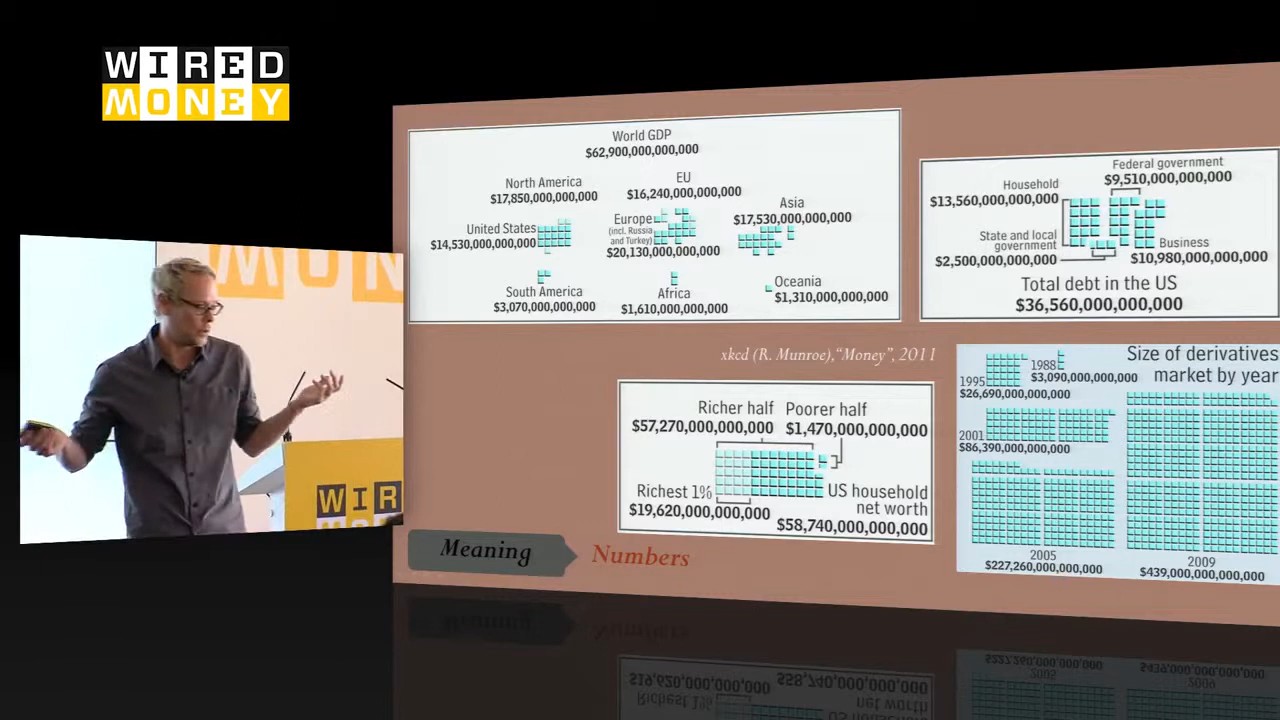 WIRED
MONEY
MON
WIR
World GDP
$62,900,000,000,000
North America
$17,850,000,000,000
EU
$16,240,000,000,000
Asia
$17,530,000,000,000
United States
$14,530,000,000,000
Europe
(incl. Russia
and Turkey)
$20,130,000,000,000
South America
$3,070,000,000,000
Africa
$1,610,000,000,000
Oceania
$1,310,000,000,000
Federal government
$9,510,000,000,000
Household
$13,560,000,000,000
State and local
government
$2,500,000,000,000
Business
$10,980,000,000,000
Total debt in the US
$36,560,000,000,000
xkcd (R. Munroe),“Money”, 2011
Richer half
$57,270,000,000,000
Poorer half
$1,470,000,000,000
Richest 1%
$19,620,000,000,000
US household
net worth
$58,740,000,000,000
Size of derivatives
market by year
1988
$3,090,000,000,000
1995
$26,690,000,000,000
2001
$86,390,000,000,000
2005
$227,260,000,000,000
2009
$439,000,000,000,000
Meaning
Numbers